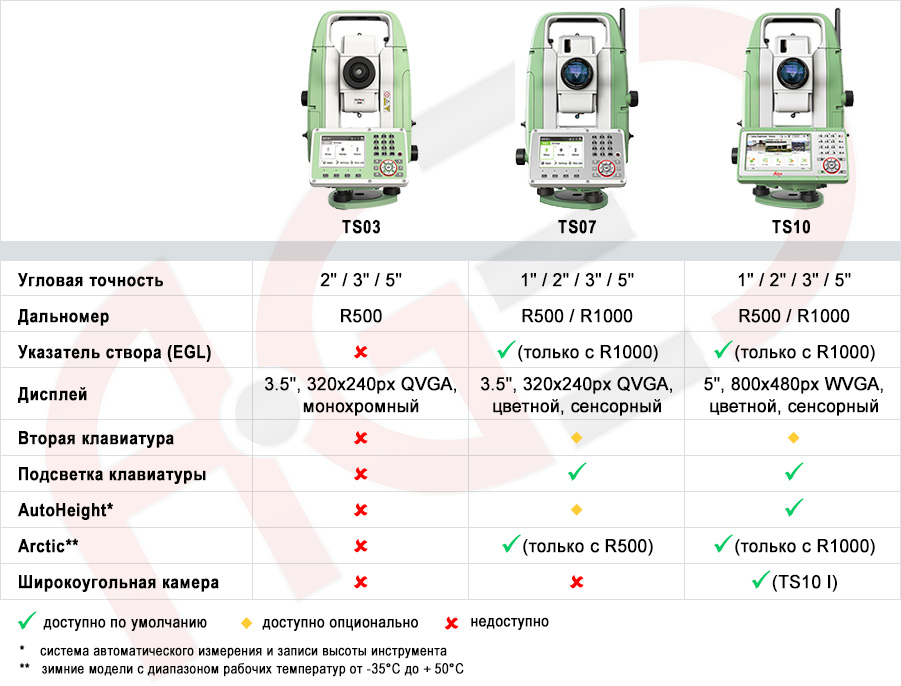 TS03 TS07 TS10
Угловая точность 2" / 3" / 5" 1" / 2" / 3" / 5" 1" / 2" / 3" / 5"
Дальномер R500 R500 / R1000 R500 / R1000
Указатель створа (EGL) ✘ ✓(только с R1000) ✓(только с R1000)
Дисплей 3.5", 320x240px QVGA, монохромный 3.5", 320x240px QVGA, цветной, сенсорный 5", 800x480px WVGA, цветной, сенсорный
Вторая клавиатура ✘ ◆ ◆
Подсветка клавиатуры ✘ ✓ ✓
AutoHeight* ✘ ◆ ✓
Arctic** ✘ ✓(только с R500) ✓(только с R1000)
Широкоугольная камера ✘ ✘ ✓(TS10 I)
✓ доступно по умолчанию ◆ доступно опционально ✘ недоступно
* система автоматического измерения и записи высоты инструмента
** зимние модели с диапазоном рабочих температур от -35°C до + 50°C